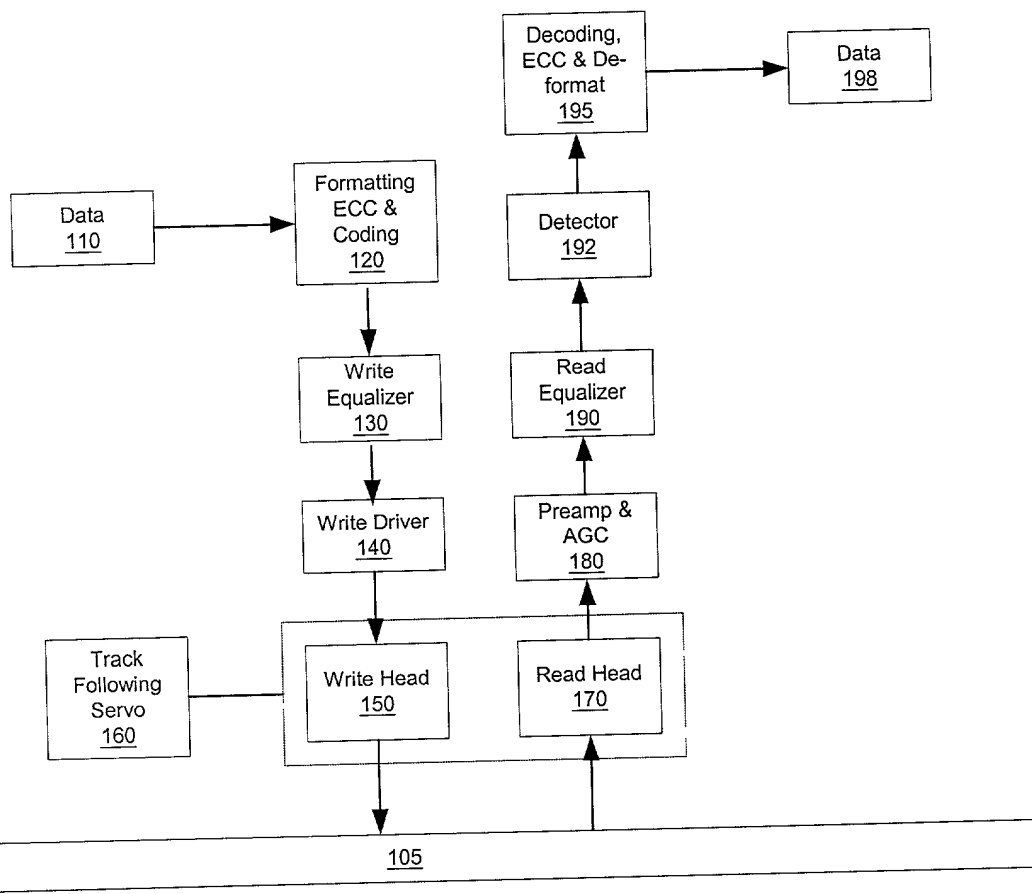 Decoding,
ECC & De-
format
195
Data
198
Data
110
Formatting
ECC &
Coding
120
Detector
192
Write
Equalizer
130
Read
Equalizer
190
Write Driver
140
Preamp &
AGC
180
Track
Following
Servo
160
Write Head
150
Read Head
170
105